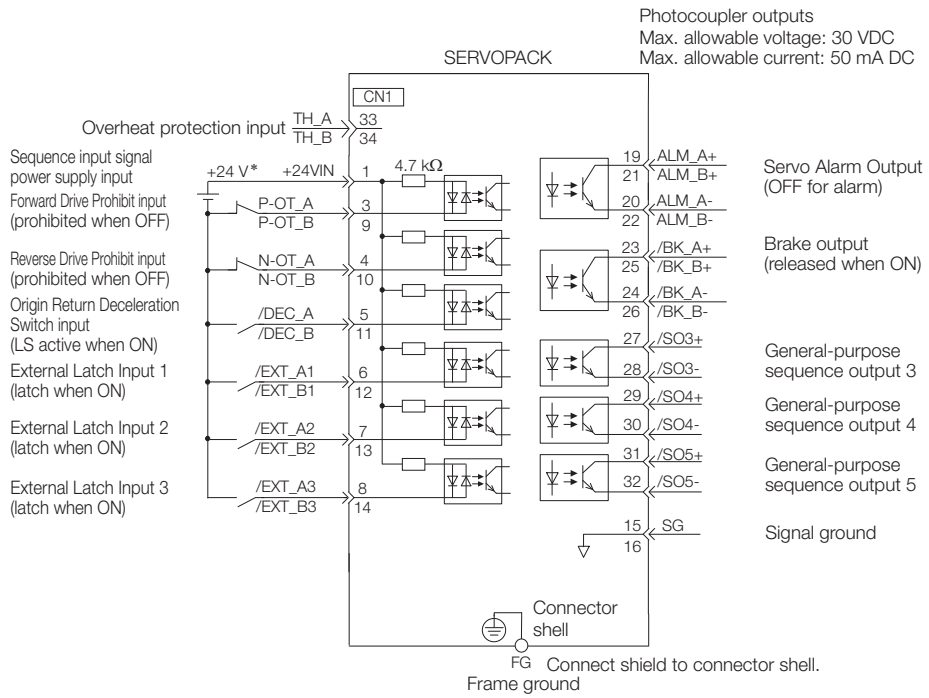 Photocoupler outputs
Max. allowable voltage: 30 VDC
Max. allowable current: 50 mA DC
SERVOPACK
CN1
Overheat protection input
TH_A
TH_B
33
34
Sequence input signal
power supply input
+24 V*
+24VIN
1
4.7 kΩ
Forward Drive Prohibit input
(prohibited when OFF)
P-OT_A
P-OT_B
3
9
Reverse Drive Prohibit input
(prohibited when OFF)
N-OT_A
N-OT_B
4
10
Origin Return Deceleration
Switch input
(LS active when ON)
/DEC_A
/DEC_B
5
11
External Latch Input 1
(latch when ON)
/EXT_A1
/EXT_B1
6
12
External Latch Input 2
(latch when ON)
/EXT_A2
/EXT_B2
7
13
External Latch Input 3
(latch when ON)
/EXT_A3
/EXT_B3
8
14
19 ALM_A+
21 ALM_B+
20 ALM_A-
22 ALM_B-
Servo Alarm Output
(OFF for alarm)
23 /BK_A+
25 /BK_B+
24 /BK_A-
26 /BK_B-
Brake output
(released when ON)
27 /SO3+
28 /SO3-
General-purpose
sequence output 3
29 /SO4+
30 /SO4-
General-purpose
sequence output 4
31 /SO5+
32 /SO5-
General-purpose
sequence output 5
15 SG
16
Signal ground
Connector
shell
FG
Connect shield to connector shell.
Frame ground